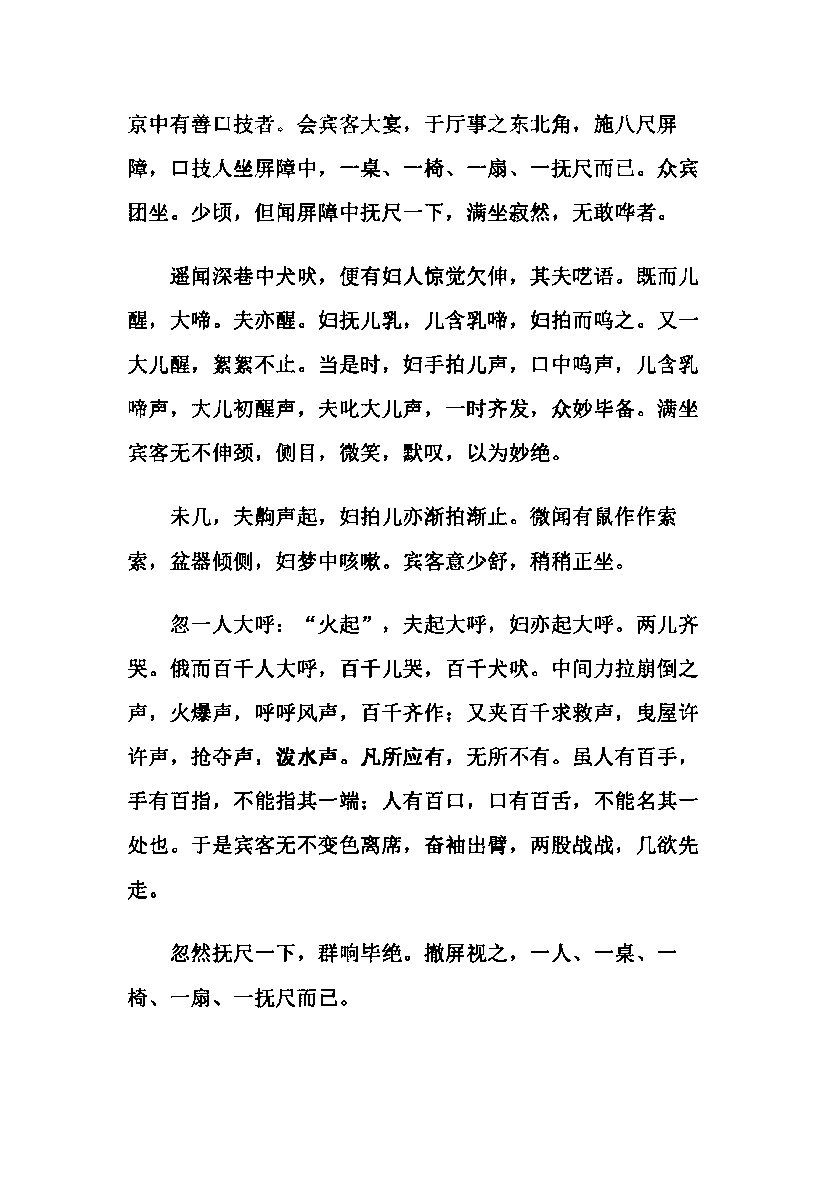 京中有善口技者。会宾客大宴，于厅事之东北角，施八尺屏
障，口技人坐屏障中，一桌、一椅、一扇、一抚尺而已。众宾
团坐。少顷，但闻屏障中抚尺一下，满坐寂然，无敢哗者。
遥闻深巷中犬吠，便有妇人惊觉欠伸，其夫呓语。既而儿
醒，大啼。夫亦醒。妇抚儿乳，儿含乳啼，妇拍而呜之。又一
大儿醒，絮絮不止。当是时，妇手拍儿声，口中呜声，儿含乳
啼声，大儿初醒声，夫叱大儿声，一时齐发，众妙毕备。满坐
宾客无不伸颈，侧目，微笑，默叹，以为妙绝。
未几，夫齁声起，妇拍儿亦渐拍渐止。微闻有鼠作作索
索，盆器倾侧，妇梦中咳嗽。宾客意少舒，稍稍正坐。
忽一人大呼：“火起”，夫起大呼，妇亦起大呼。两儿齐
哭。俄而百千人大呼，百千儿哭，百千犬吠。中间力拉崩倒之
声，火爆声，呼呼风声，百千齐作；又夹百千求救声，曳屋许
许声，抢夺声，泼水声。凡所应有，无所不有。虽人有百手，
手有百指，不能指其一端；人有百口，口有百舌，不能名其一
处也。于是宾客无不变色离席，奋袖出臂，两股战战，几欲先
走。
忽然抚尺一下，群响毕绝。撤屏视之，一人、一桌、一
椅、一扇、一抚尺而已。